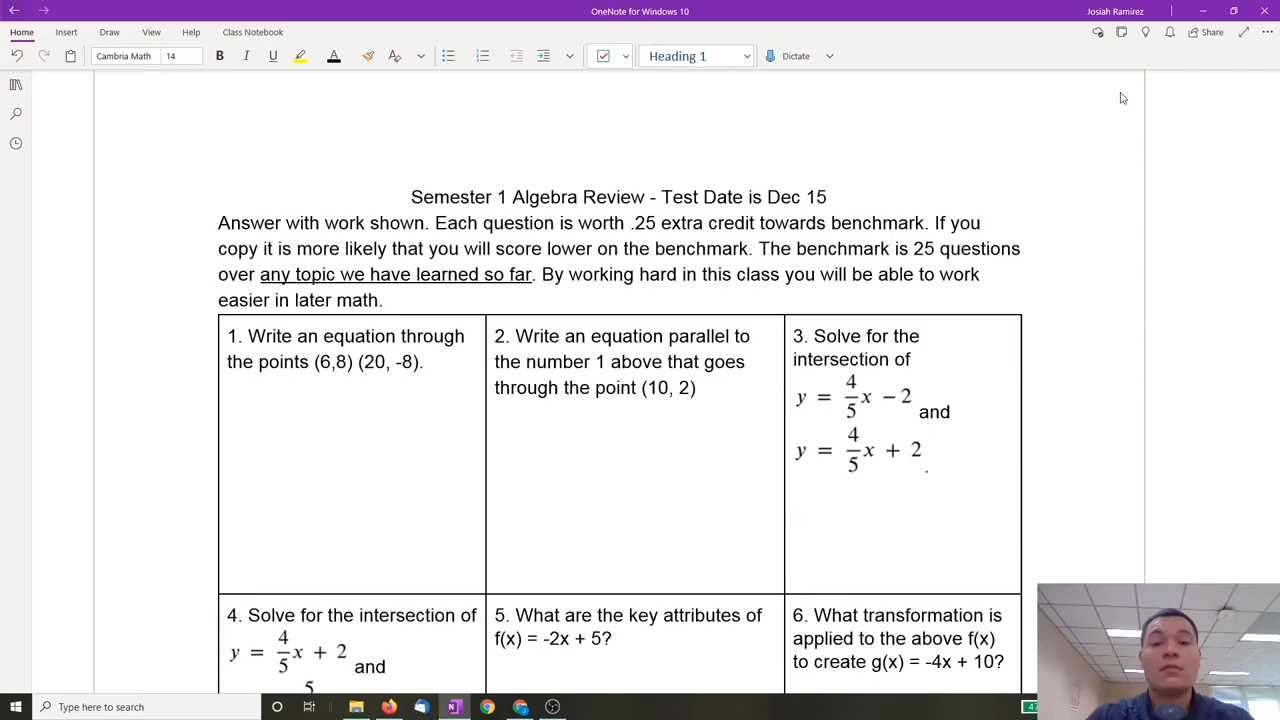 OneNote for Windows 10
Josiah Ramirez
Home Insert Draw View Help Class Notebook
Share
Cambria Math 14 B I U A Heading 1 Dictate
Semester 1 Algebra Review - Test Date is Dec 15
Answer with work shown. Each question is worth .25 extra credit towards benchmark. If you
copy it is more likely that you will score lower on the benchmark. The benchmark is 25 questions
over any topic we have learned so far. By working hard in this class you will be able to work
easier in later math.
1. Write an equation through
the points (6,8) (20, -8).
2. Write an equation parallel to
the number 1 above that goes
through the point (10, 2)
3. Solve for the
intersection of
y = 4/5 x − 2 and
y = 4/5 x + 2 .
4. Solve for the intersection of
y = 4/5 x + 2 and
5
5. What are the key attributes of
f(x) = -2x + 5?
6. What transformation is
applied to the above f(x)
to create g(x) = -4x + 10?
Type here to search